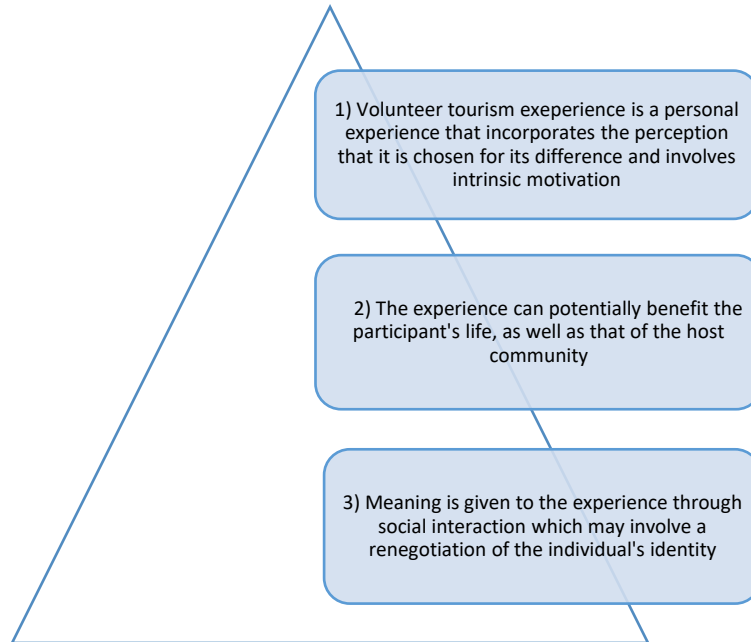 1) Volunteer tourism exeperience is a personal
experience that incorporates the perception
that it is chosen for its difference and involves
intrinsic motivation
2) The experience can potentially benefit the
participant's life, as well as that of the host
community
3) Meaning is given to the experience through
social interaction which may involve a
renegotiation of the individual's identity